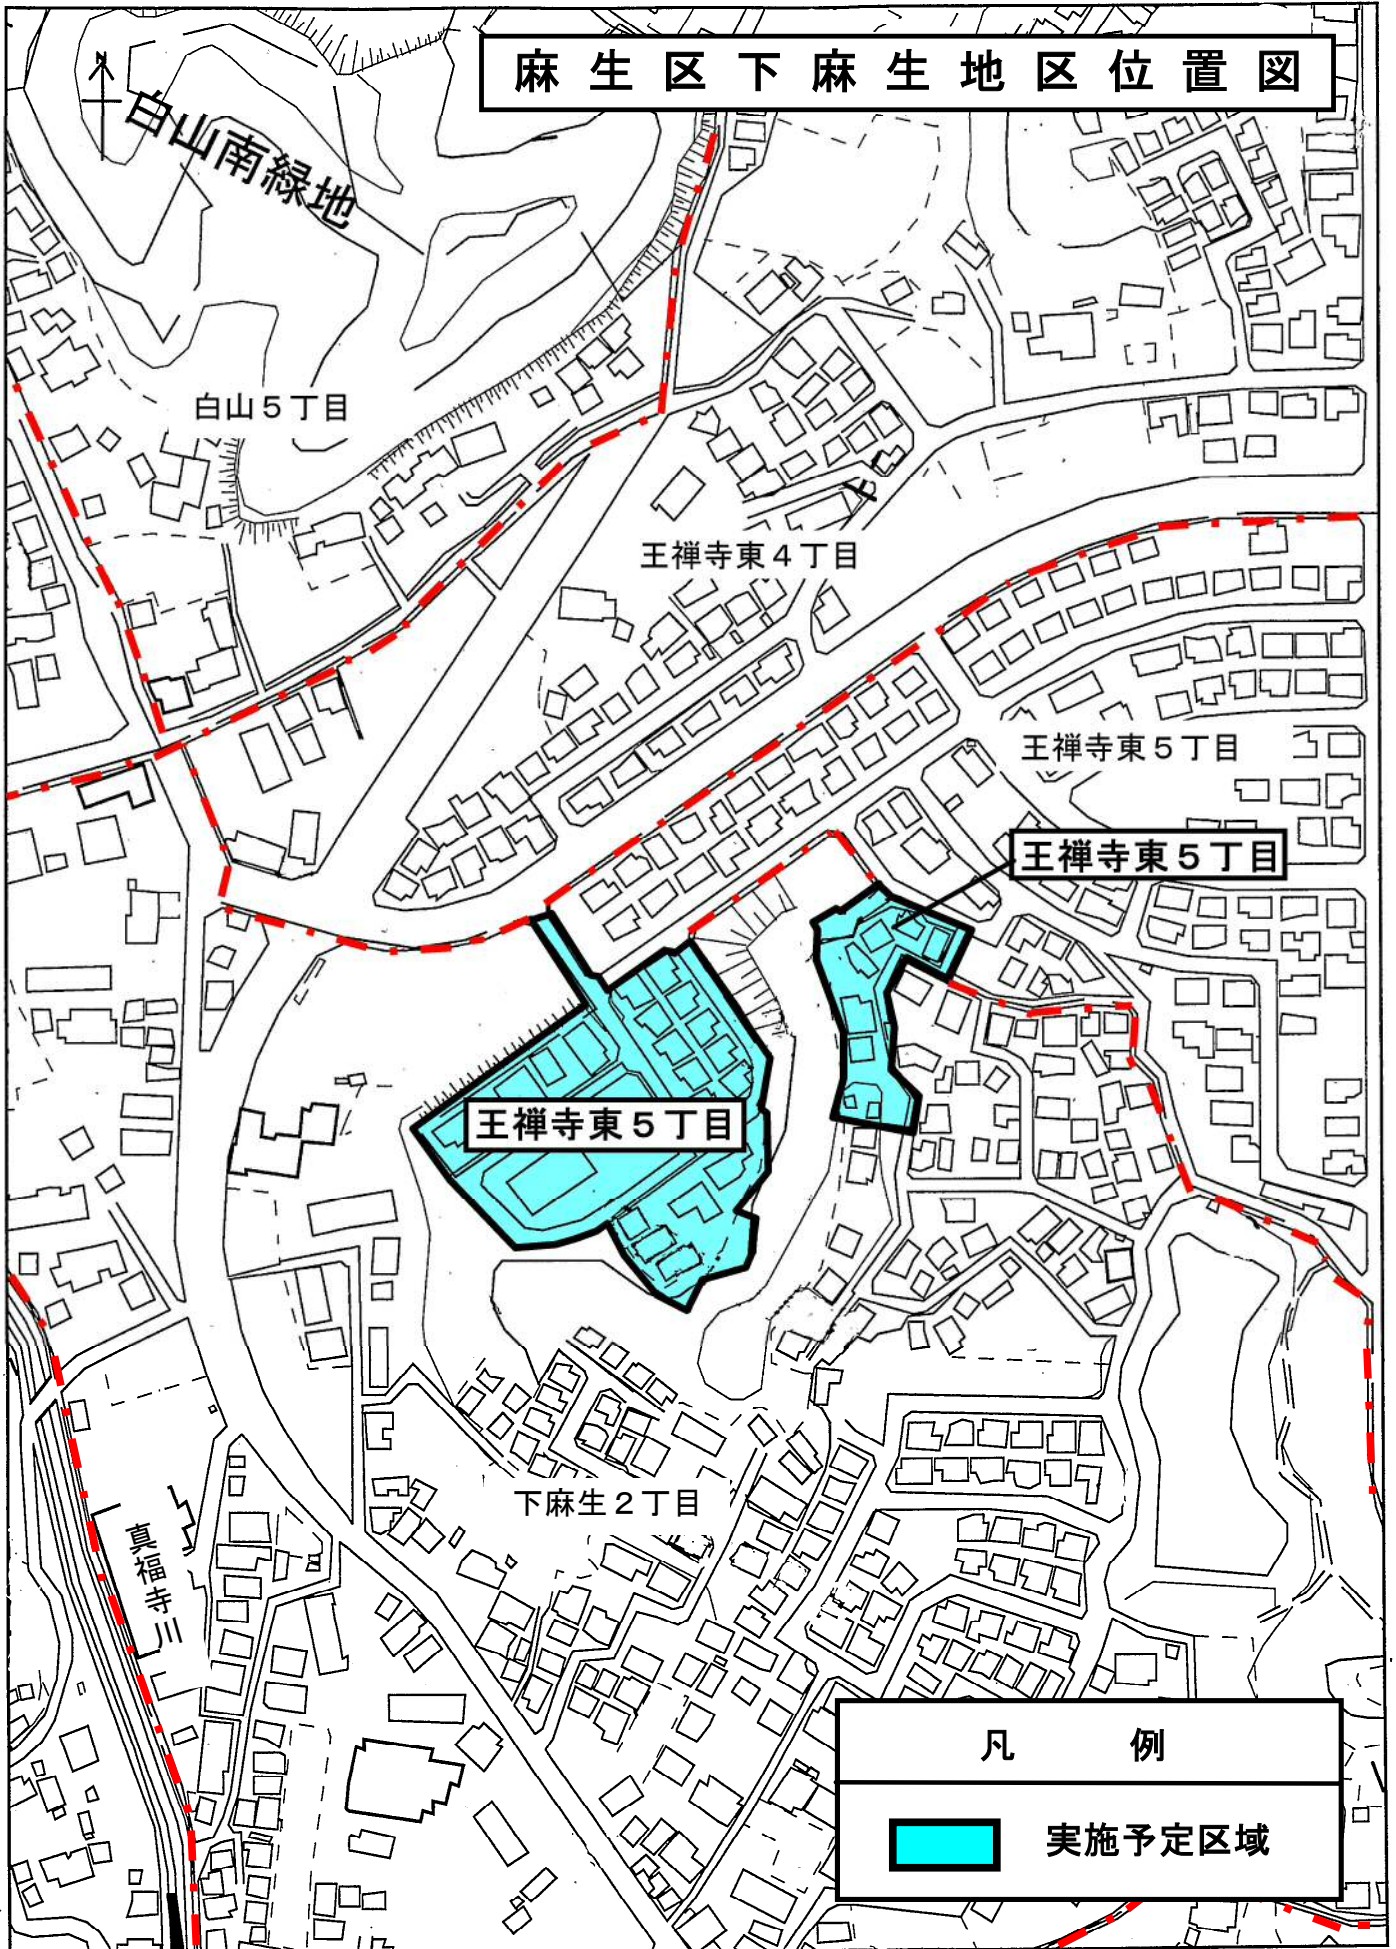 麻生区下麻生地区位置図
N
白山南緑地
白山５丁目
王禅寺東４丁目
王禅寺東５丁目
王禅寺東５丁目
王禅寺東５丁目
下麻生２丁目
真福寺川
凡例
実施予定区域